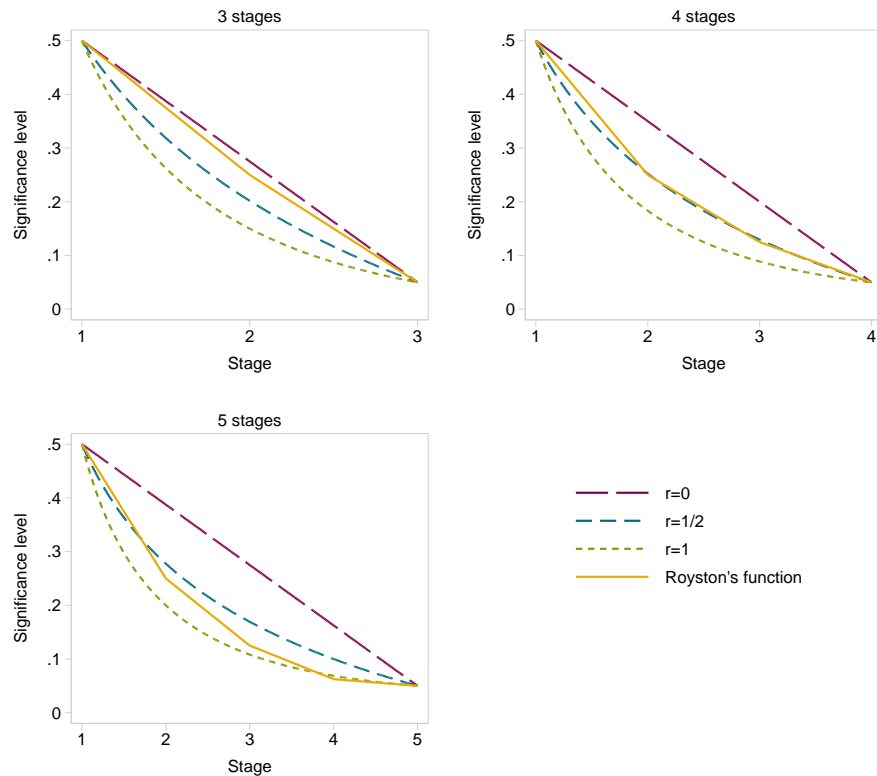 3 stages
.5
.4
.3
.2
.1
0
Significance level
1 2 3
Stage
4 stages
.5
.4
.3
.2
.1
0
Significance level
1 2 3 4
Stage
5 stages
.5
.4
.3
.2
.1
0
Significance level
1 2 3 4 5
Stage
r=0
r=1/2
r=1
Royston's function